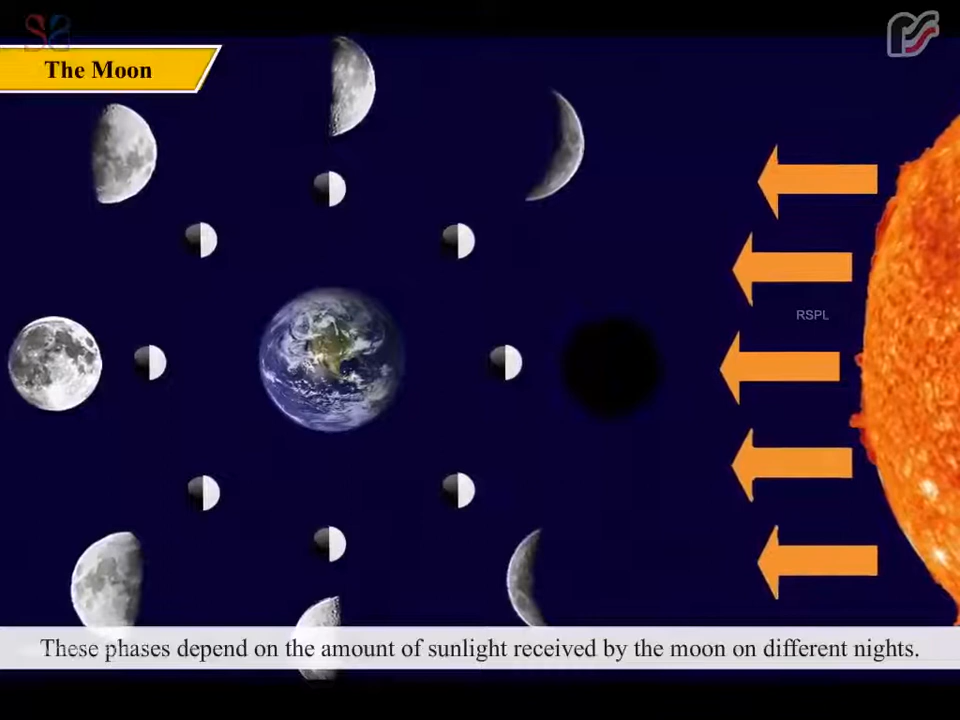 The Moon
RSPL
These phases depend on the amount of sunlight received by the moon on different nights.